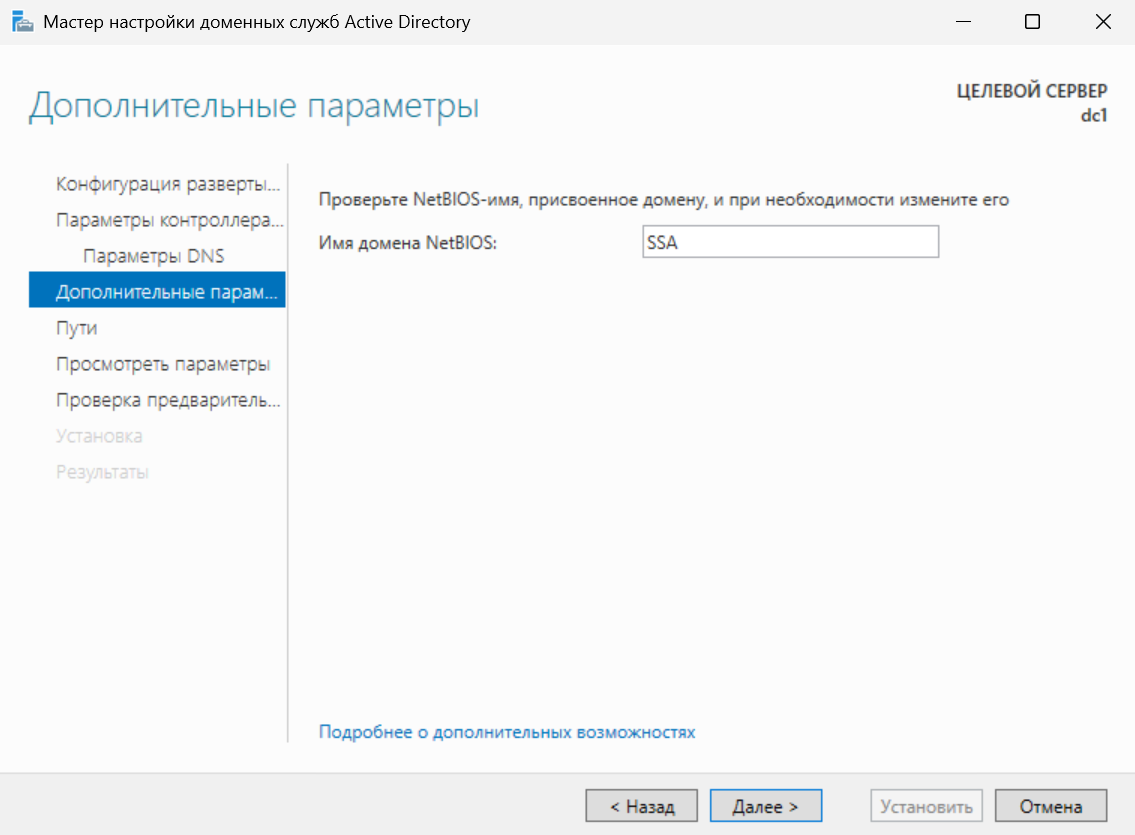 Мастер настройки доменных служб Active Directory
Дополнительные параметры
ЦЕЛЕВОЙ СЕРВЕР
dc1
Конфигурация разверты...
Параметры контроллера...
Параметры DNS
Дополнительные парам...
Пути
Просмотреть параметры
Проверка предваритель...
Установка
Результаты
Проверьте NetBIOS-имя, присвоенное домену, и при необходимости измените его
Имя домена NetBIOS: SSA
Подробнее о дополнительных возможностях
< Назад Далее > Установить Отмена